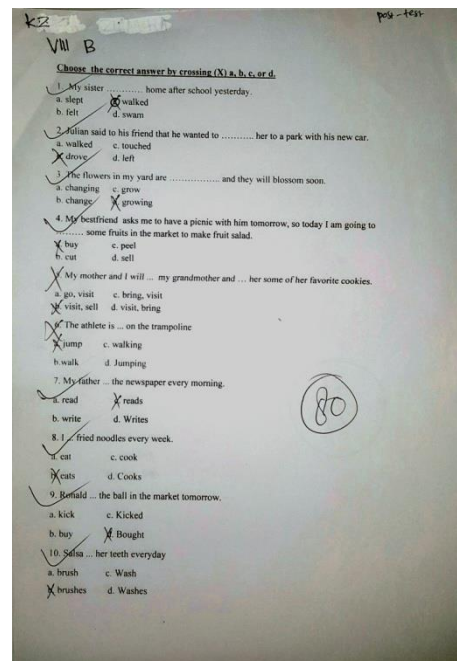 KZ
post-test
VIII B
Choose the correct answer by crossing (X) a, b, c, or d.
1. My sister ............ home after school yesterday.
a. slept c. walked
b. felt d. swam
2. Julian said to his friend that he wanted to .......... her to a park with his new car.
a. walked c. touched
drove d. left
3. The flowers in my yard are ................. and they will blossom soon.
a. changing c. grow
b. change growing
4. My bestfriend asks me to have a picnic with him tomorrow, so today I am going to
......... some fruits in the market to make fruit salad.
buy c. peel
b. cut d. sell
My mother and I will ... my grandmother and ... her some of her favorite cookies.
a. go, visit c. bring, visit
visit, sell d. visit, bring
The athlete is ... on the trampoline
jump c. walking
b.walk d. Jumping
7. My father ... the newspaper every morning.
a. read reads
b. write d. Writes
80
8. I ... fried noodles every week.
a. eat c. cook
eats d. Cooks
9. Ronald ... the ball in the market tomorrow.
a. kick c. Kicked
b. buy d. Bought
10. Salsa ... her teeth everyday
a. brush c. Wash
brushes d. Washes